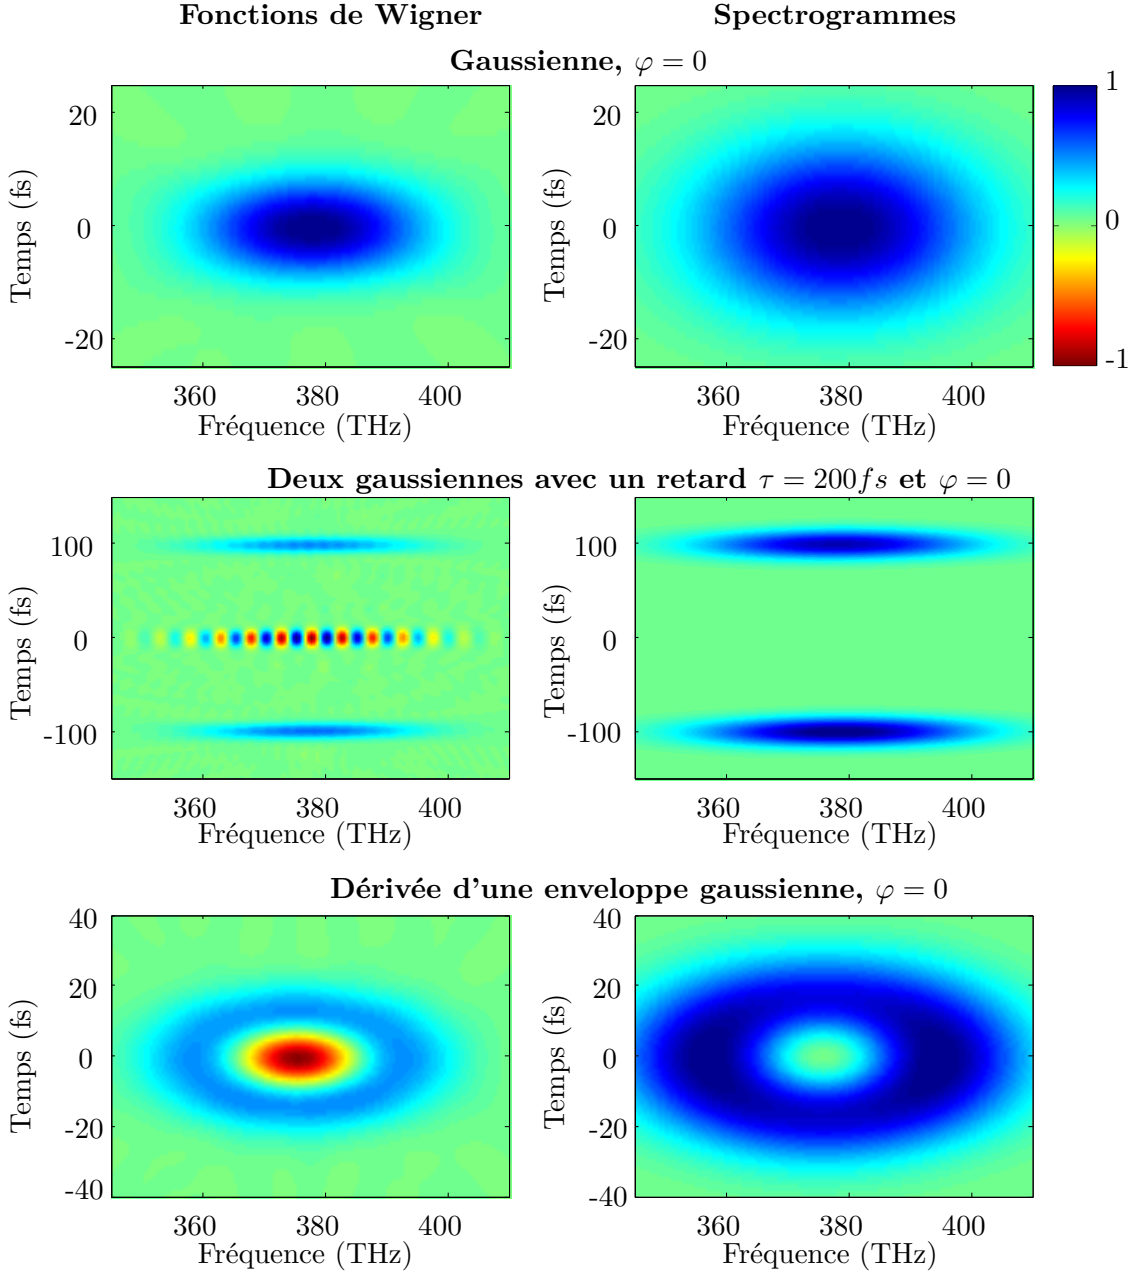 Fonctions de Wigner Spectrogrammes
Gaussienne, φ = 0
20 20 1
Temps (fs) Temps (fs)
0 0 0
-20 -20 -1
360 380 400 360 380 400
Fréquence (THz) Fréquence (THz)
Deux gaussiennes avec un retard τ = 200fs et φ = 0
100 100
Temps (fs) Temps (fs)
0 0
-100 -100
360 380 400 360 380 400
Fréquence (THz) Fréquence (THz)
Dérivée d'une enveloppe gaussienne, φ = 0
40 40
20 20
Temps (fs) Temps (fs)
0 0
-20 -20
-40 -40
360 380 400 360 380 400
Fréquence (THz) Fréquence (THz)